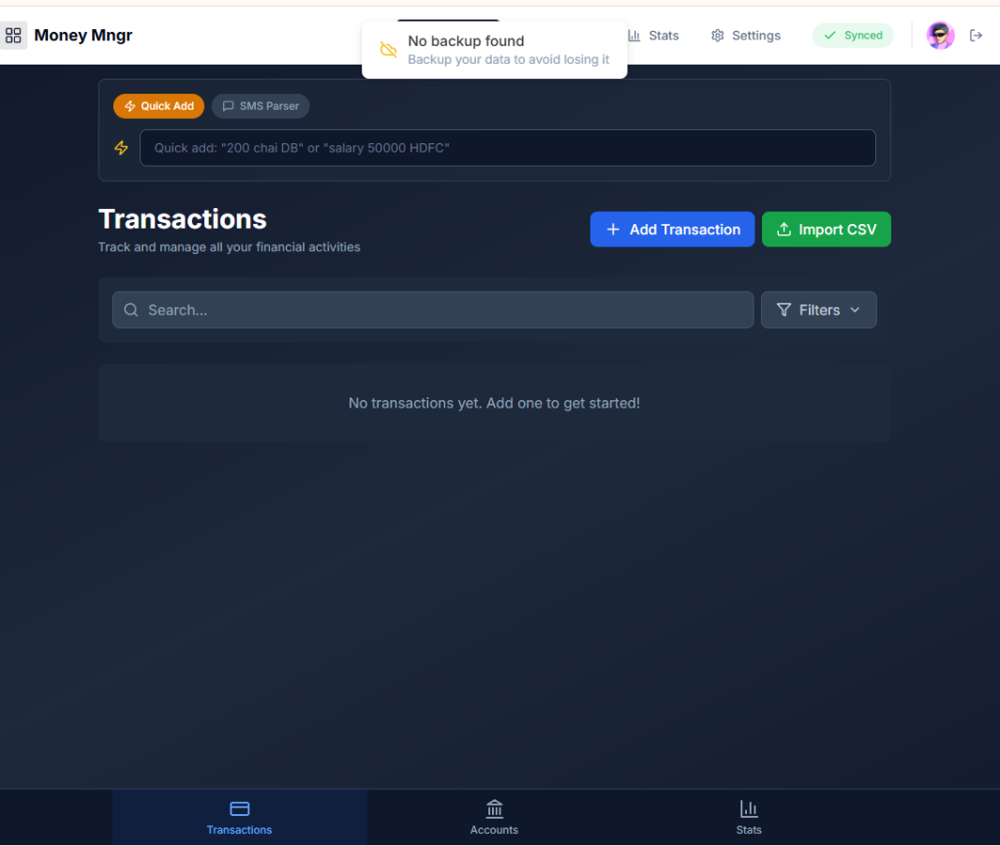 Money Mngr
No backup found
Backup your data to avoid losing it
Stats
Settings
Synced
Quick Add
SMS Parser
Quick add: "200 chai DB" or "salary 50000 HDFC"
Transactions
Track and manage all your financial activities
Add Transaction
Import CSV
Search...
Filters
No transactions yet. Add one to get started!
Transactions
Accounts
Stats